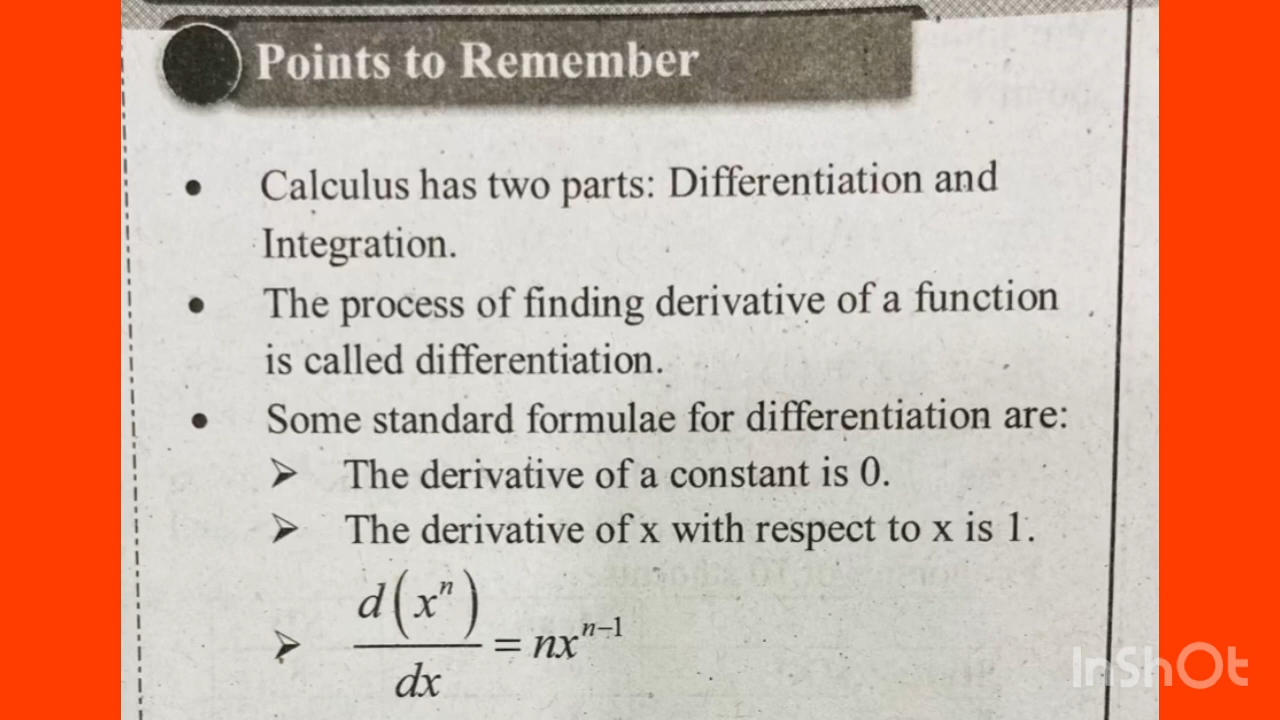 Points to Remember
• Calculus has two parts: Differentiation and
Integration.
• The process of finding derivative of a function
is called differentiation.
• Some standard formulae for differentiation are:
➢ The derivative of a constant is 0.
➢ The derivative of x with respect to x is 1.
➢ d(xⁿ)/dx = nxⁿ⁻¹
InShOt